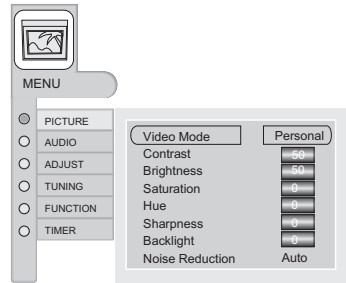 MENU
PICTURE
AUDIO
ADJUST
TUNING
FUNCTION
TIMER
Video Mode Personal
Contrast 50
Brightness 50
Saturation 0
Hue 0
Sharpness 0
Backlight 0
Noise Reduction Auto